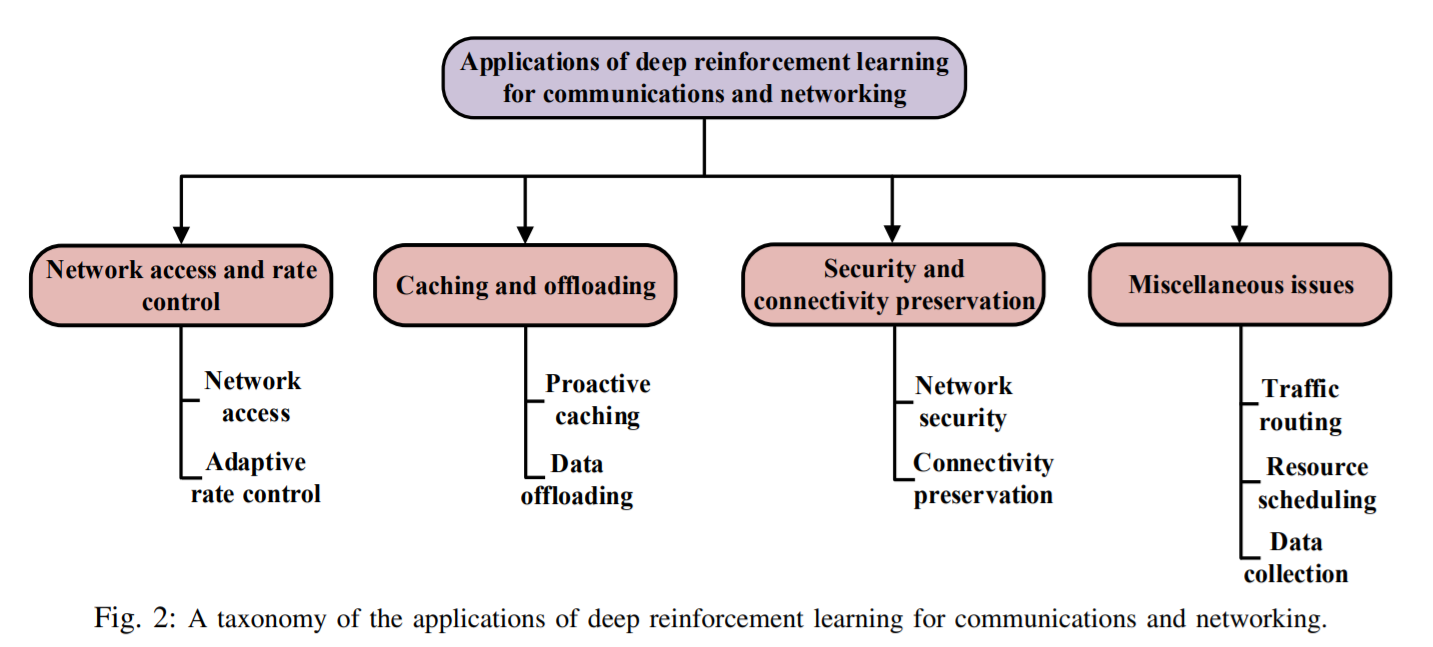 Applications of deep reinforcement learning
for communications and networking
Network access and rate
control
Caching and offloading
Security and
connectivity preservation
Miscellaneous issues
Network
access
Adaptive
rate control
Proactive
caching
Data
offloading
Network
security
Connectivity
preservation
Traffic
routing
Resource
scheduling
Data
collection
Fig. 2: A taxonomy of the applications of deep reinforcement learning for communications and networking.